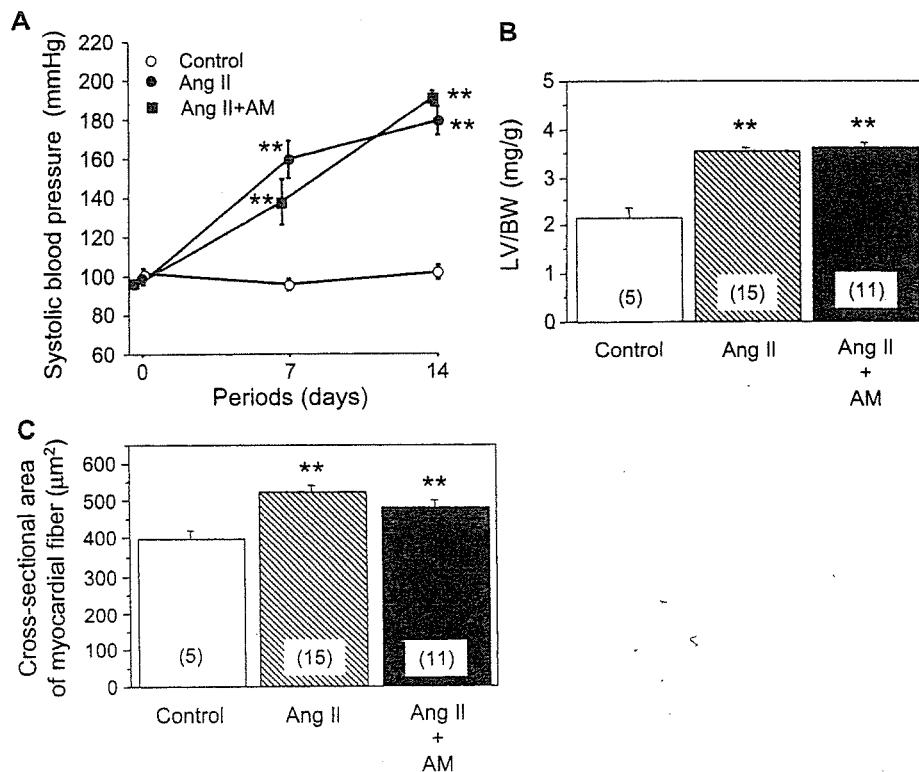 A
Systolic blood pressure (mmHg)
220
200
180
160
140
120
100
80
60
Control
Ang II
Ang II+AM
**
**
**
**
0
7
14
Periods (days)
B
LV/BW (mg/g)
5
4
3
2
1
0
**
**
(5)
(15)
(11)
Control
Ang II
Ang II
+
AM
C
Cross-sectional area
of myocardial fiber (μm²)
600
500
400
300
200
100
0
**
**
(5)
(15)
(11)
Control
Ang II
Ang II
+
AM